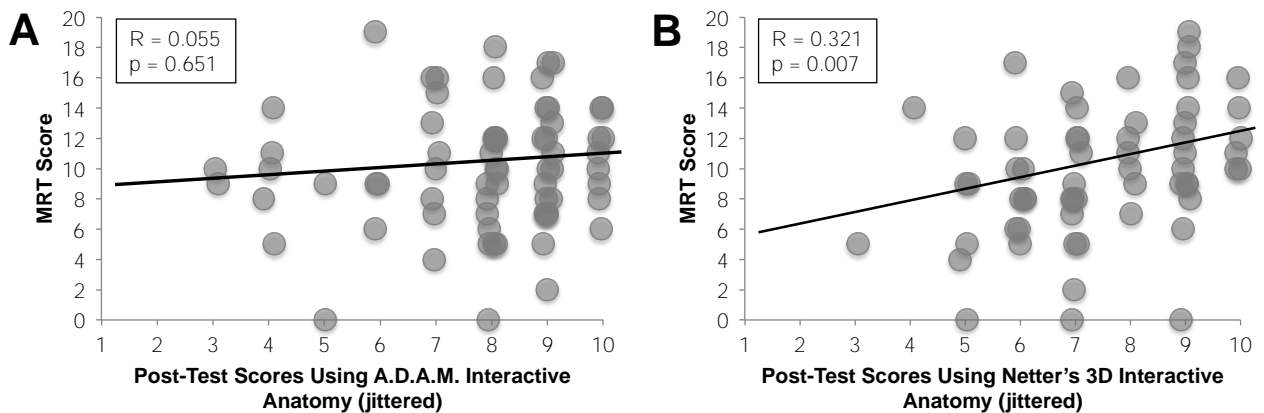 A
R = 0.055
p = 0.651
MRT Score
20
18
16
14
12
10
8
6
4
2
0
1 2 3 4 5 6 7 8 9 10
Post-Test Scores Using A.D.A.M. Interactive
Anatomy (jittered)
B
R = 0.321
p = 0.007
MRT Score
20
18
16
14
12
10
8
6
4
2
0
1 2 3 4 5 6 7 8 9 10
Post-Test Scores Using Netter's 3D Interactive
Anatomy (jittered)